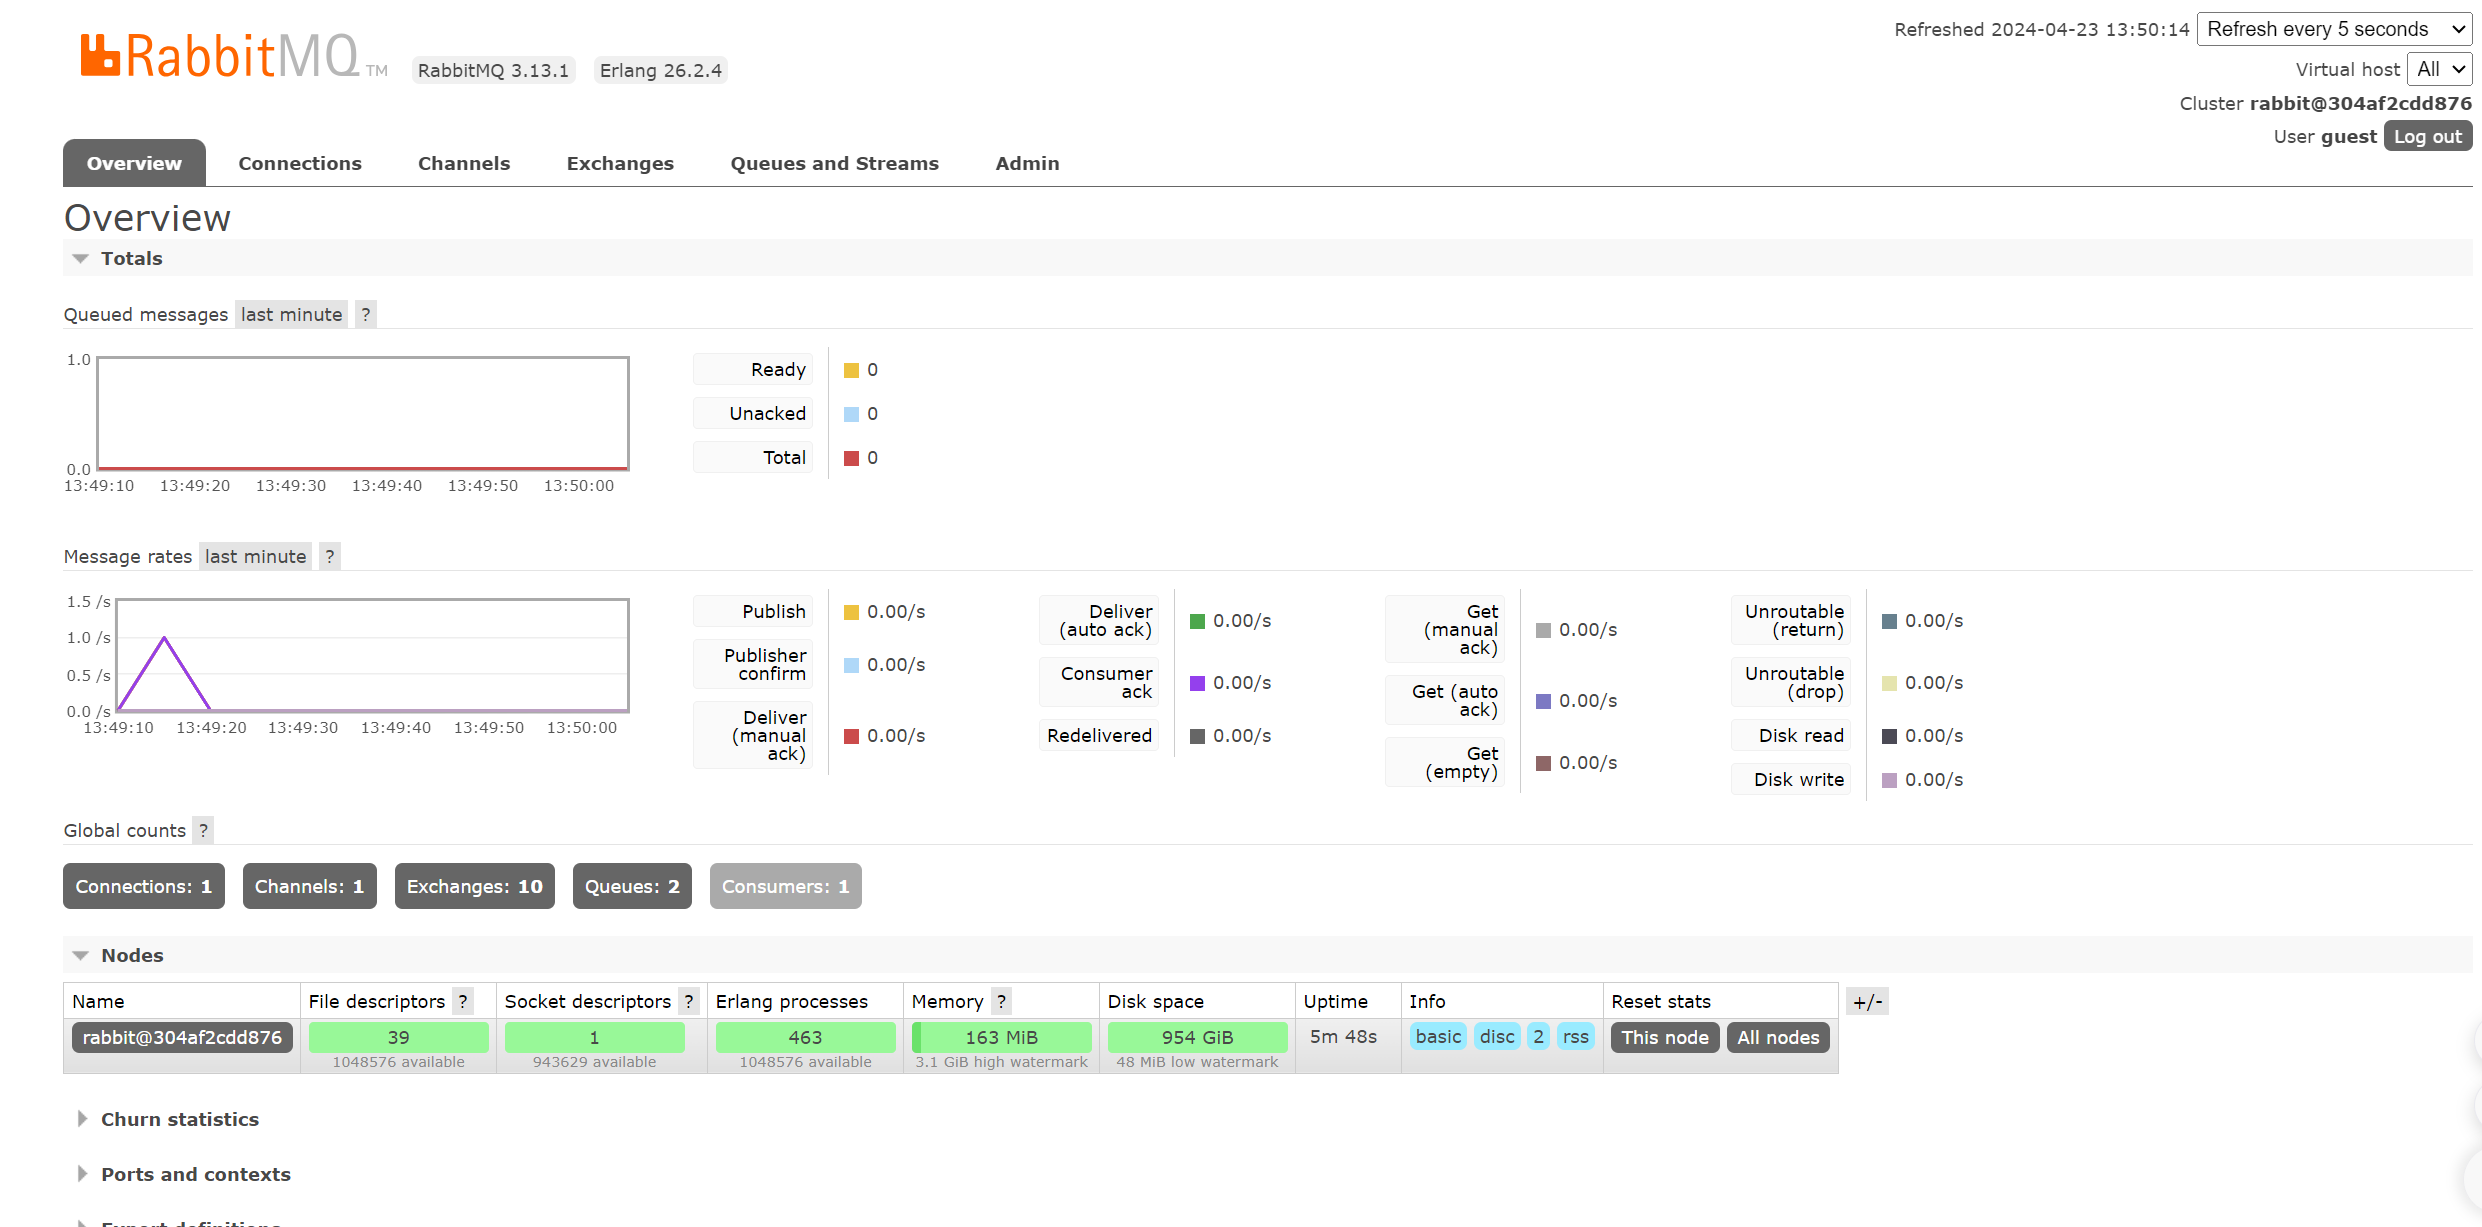 Refreshed 2024-04-23 13:50:14 Refresh every 5 seconds
RabbitMQ TM RabbitMQ 3.13.1 Erlang 26.2.4
Virtual host All
Cluster rabbit@304af2cdd876
User guest Log out
Overview Connections Channels Exchanges Queues and Streams Admin
Overview
Totals
Queued messages last minute ?
1.0
0.0
13:49:10 13:49:20 13:49:30 13:49:40 13:49:50 13:50:00
Ready 0
Unacked 0
Total 0
Message rates last minute ?
1.5 /s
1.0 /s
0.5 /s
0.0 /s
13:49:10 13:49:20 13:49:30 13:49:40 13:49:50 13:50:00
Publish 0.00/s
Publisher
confirm 0.00/s
Deliver
(manual
ack) 0.00/s
Deliver
(auto ack) 0.00/s
Consumer
ack 0.00/s
Redelivered 0.00/s
Get
(manual
ack) 0.00/s
Get (auto
ack) 0.00/s
Get
(empty) 0.00/s
Unroutable
(return) 0.00/s
Unroutable
(drop) 0.00/s
Disk read 0.00/s
Disk write 0.00/s
Global counts ?
Connections: 1 Channels: 1 Exchanges: 10 Queues: 2 Consumers: 1
Nodes
Name File descriptors ? Socket descriptors ? Erlang processes Memory ? Disk space Uptime Info Reset stats +/-
rabbit@304af2cdd876 39 1 463 163 MiB 954 GiB 5m 48s basic disc 2 rss This node All nodes
1048576 available 943629 available 1048576 available 3.1 GiB high watermark 48 MiB low watermark
Churn statistics
Ports and contexts
Export definitions